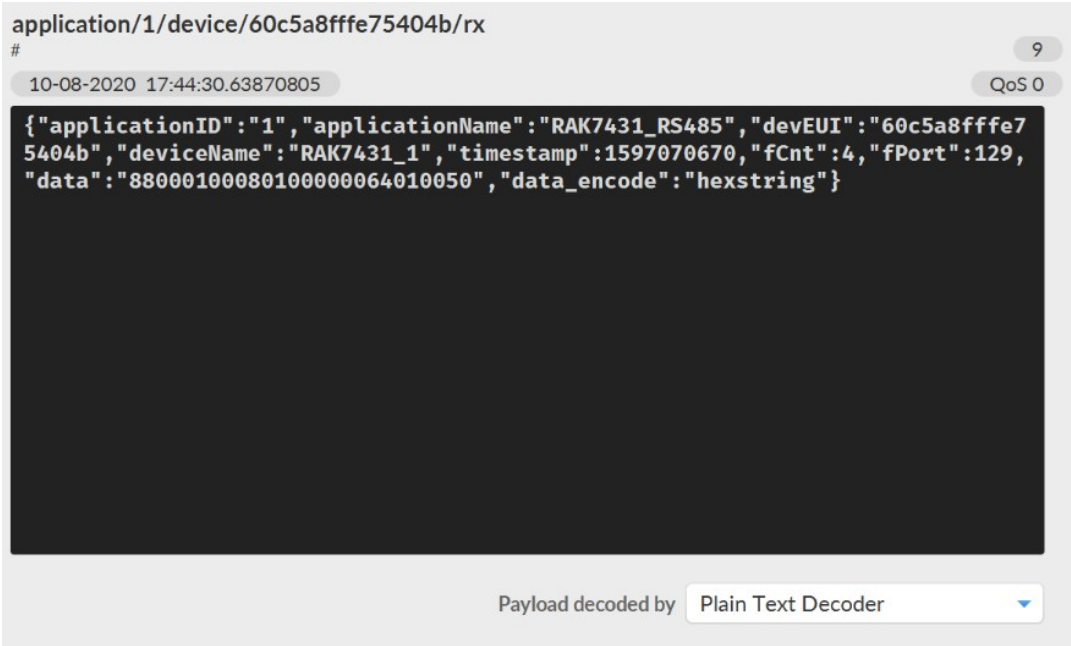 application/1/device/60c5a8fffe75404b/rx
#
9
10-08-2020 17:44:30.63870805
QoS 0
{"applicationID":"1","applicationName":"RAK7431_RS485","devEUI":"60c5a8fffe7
5404b","deviceName":"RAK7431_1","timestamp":1597070670,"fCnt":4,"fPort":129,
"data":"88000100080100000064010050","data_encode":"hexstring"}
Payload decoded by
Plain Text Decoder